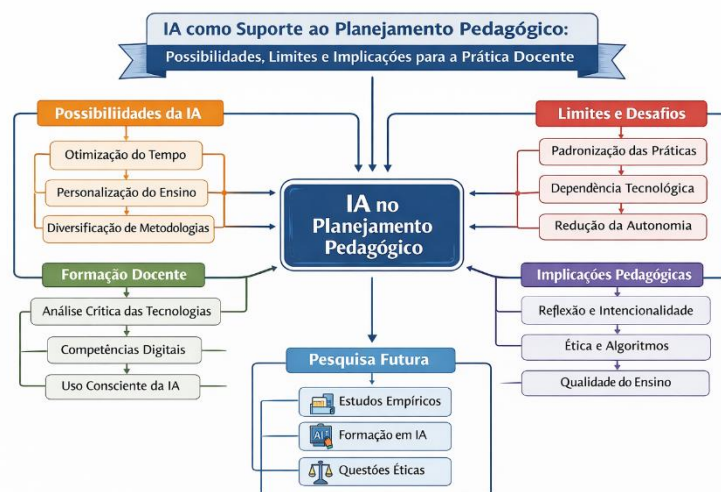 IA como Suporte ao Planejamento Pedagógico:
Possibilidades, Limites e Implicações para a Prática Docente
Possibiliidades da IA
Otimização do Tempo
Personalização do Ensino
Diversificação de Metodologias
Limites e Desafios
Padronização das Práticas
Dependência Tecnológica
Redução da Autonomia
IA no
Planejamento
Pedagógico
Formação Docente
Análise Critica das Tecnologias
Competências Digitais
Uso Consciente da IA
Implicações Pedagógicas
Reflexão e Intencionalidade
Ética e Algoritmos
Qualidade do Ensino
Pesquisa Futura
Estudos Empíricos
AI
Formação em IA
Questões Éticas